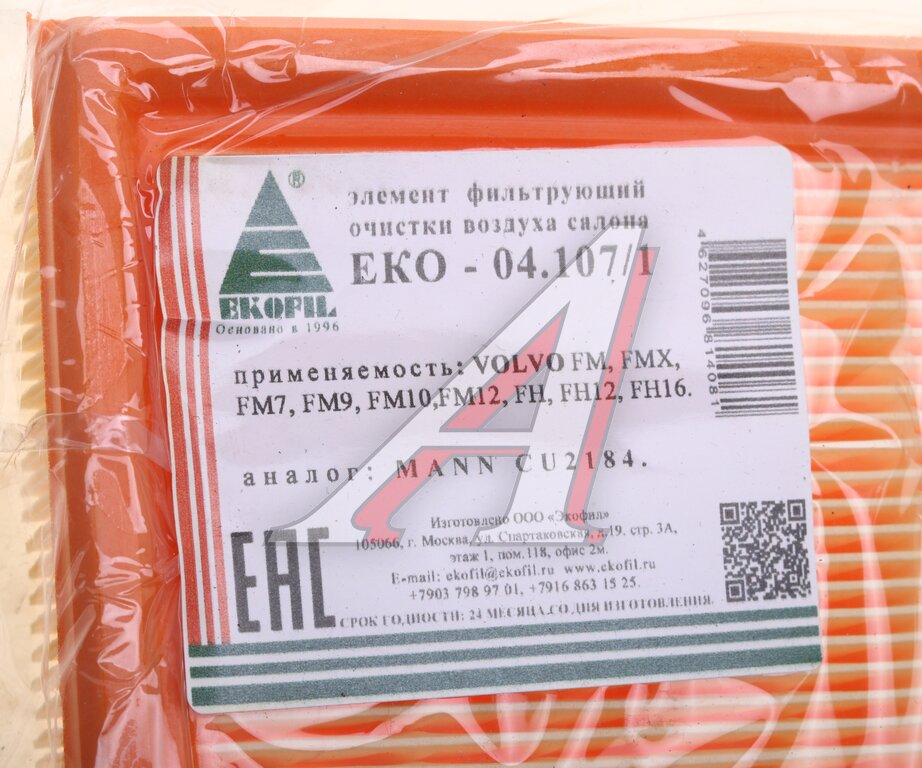 ®
EKOFIL
Основано в 1996
элемент фильтрующий
очистки воздуха салона
ЕКО - 04.107/1
применяемость: VOLVO FM, FMX,
FM7, FM9, FM10,FM12, FH, FH12, FH16.
аналог: MANN CU2184.
4627096814081
EAC
Изготовлено ООО «Экофил»
105066, г. Москва, ул. Спартаковская, д.19. стр. 3А,
этаж 1, пом.118, офис 2м.
E-mail: ekofil@ekofil.ru www.ekofil.ru
+7903 798 97 01, +7916 863 15 25.
СРОК ГОДНОСТИ: 24 МЕСЯЦА.СО ДНЯ ИЗГОТОВЛЕНИЯ.